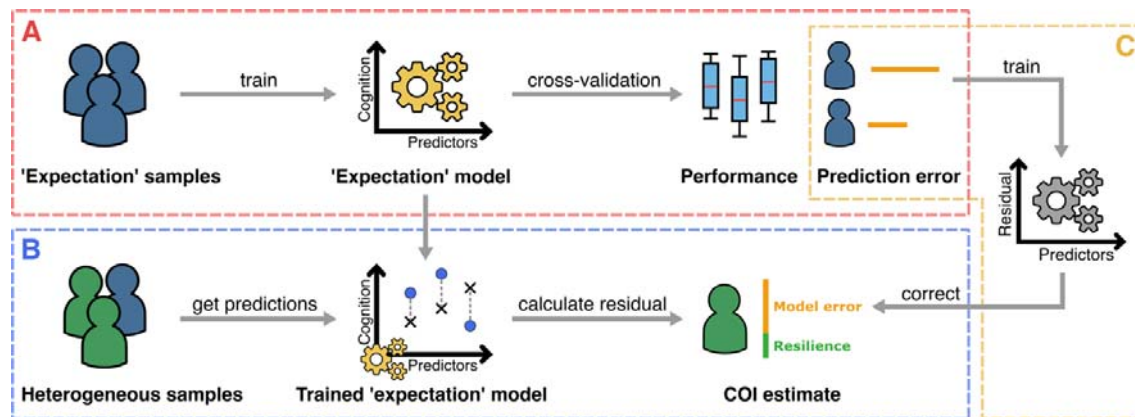 A
C
train
cross-validation
train
Cognition
Predictors
'Expectation' samples
'Expectation' model
Performance
Prediction error
Residual
Predictors
B
get predictions
calculate residual
correct
Cognition
Predictors
Model error
Resilience
Heterogeneous samples
Trained 'expectation' model
COI estimate